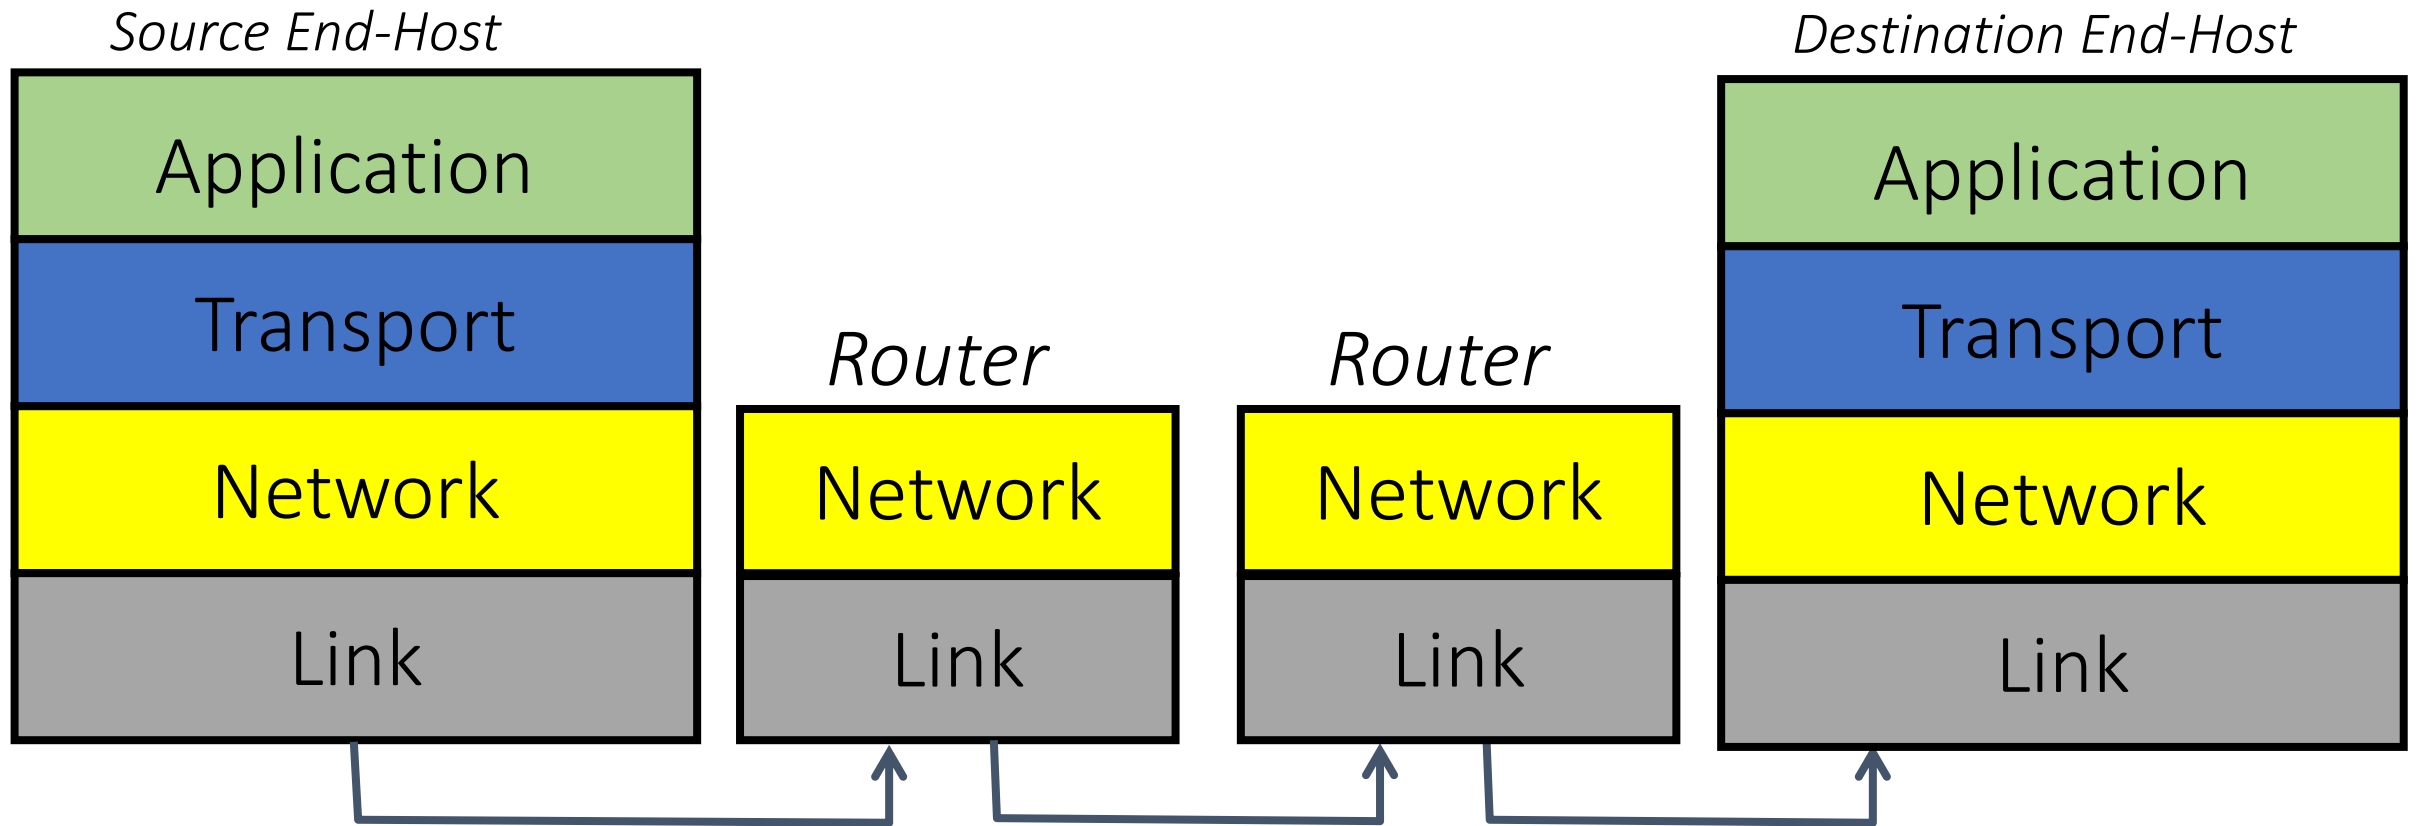 Source End-Host
Application
Transport
Network
Link
Router
Network
Link
Router
Network
Link
Destination End-Host
Application
Transport
Network
Link